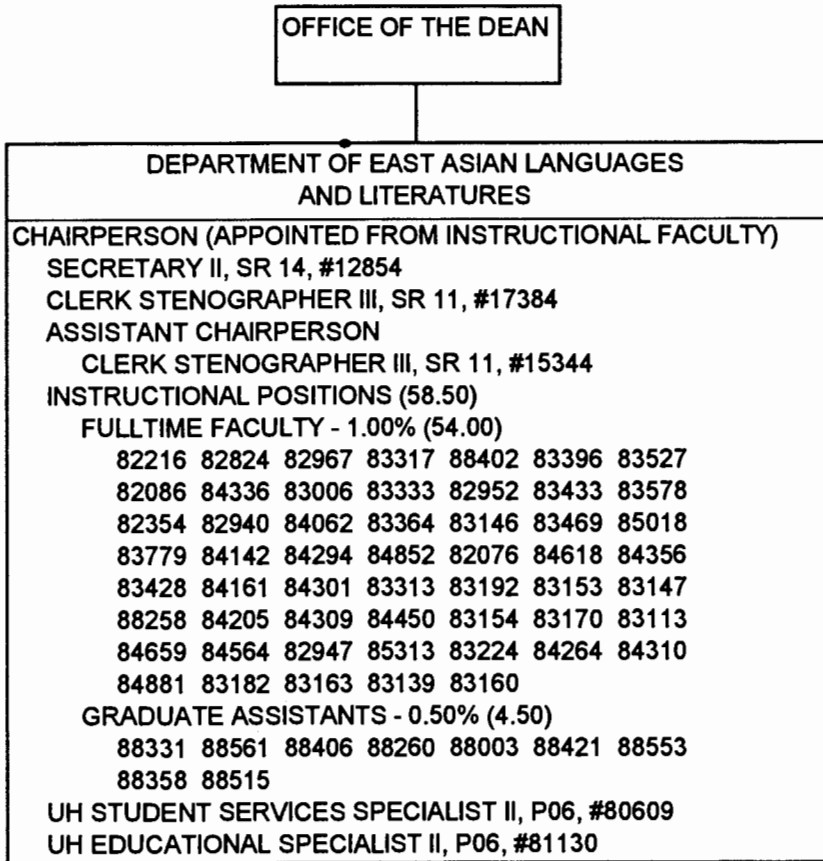 OFFICE OF THE DEAN
DEPARTMENT OF EAST ASIAN LANGUAGES
AND LITERATURES
CHAIRPERSON (APPOINTED FROM INSTRUCTIONAL FACULTY)
SECRETARY II, SR 14, #12854
CLERK STENOGRAPHER III, SR 11, #17384
ASSISTANT CHAIRPERSON
CLERK STENOGRAPHER III, SR 11, #15344
INSTRUCTIONAL POSITIONS (58.50)
FULLTIME FACULTY - 1.00% (54.00)
82216 82824 82967 83317 88402 83396 83527
82086 84336 83006 83333 82952 83433 83578
82354 82940 84062 83364 83146 83469 85018
83779 84142 84294 84852 82076 84618 84356
83428 84161 84301 83313 83192 83153 83147
88258 84205 84309 84450 83154 83170 83113
84659 84564 82947 85313 83224 84264 84310
84881 83182 83163 83139 83160
GRADUATE ASSISTANTS - 0.50% (4.50)
88331 88561 88406 88260 88003 88421 88553
88358 88515
UH STUDENT SERVICES SPECIALIST II, P06, #80609
UH EDUCATIONAL SPECIALIST II, P06, #81130